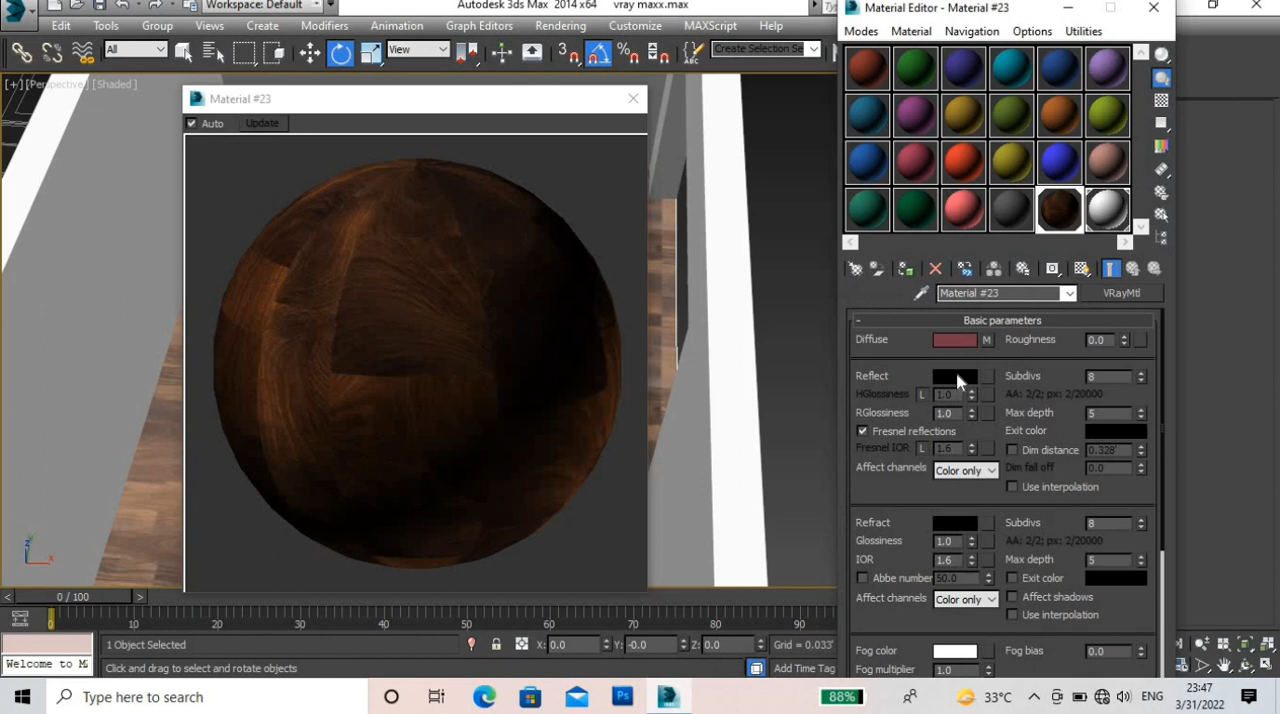 Workspace: Default
Autodesk 3ds Max 2014 x64
vray maxx.max
Edit Tools Group Views Create Modifiers Animation Graph Editors Rendering Customize MAXScript
All
View
3
Create Selection Se
[+] [Perspective] [Shaded]
Material #23
Auto
Update
0 / 100
0 10 20 30 40 50 60 70 80 90
1 Object Selected
X: 0.0
Y: -0.0
Z: 0.0
Grid = 0.033'
Welcome to M
Click and drag to select and rotate objects
Add Time Tag
Material Editor - Material #23
Modes Material Navigation Options Utilities
Material #23
VRayMtl
- Basic parameters
Diffuse M Roughness 0.0
Reflect Subdivs 8
HGlossiness L 1.0 AA: 2/2; px: 2/20000
RGlossiness 1.0 Max depth 5
Fresnel reflections Exit color
Fresnel IOR L 1.6 Dim distance 0.328'
Affect channels Color only Dim fall off 0.0
Use interpolation
Refract Subdivs 8
Glossiness 1.0 AA: 2/2; px: 2/20000
IOR 1.6 Max depth 5
Abbe number 50.0 Exit color
Affect channels Color only Affect shadows
Use interpolation
Fog color Fog bias 0.0
Fog multiplier 1.0
Type here to search
Ps
88%
33°C
ENG
23:47
3/31/2022